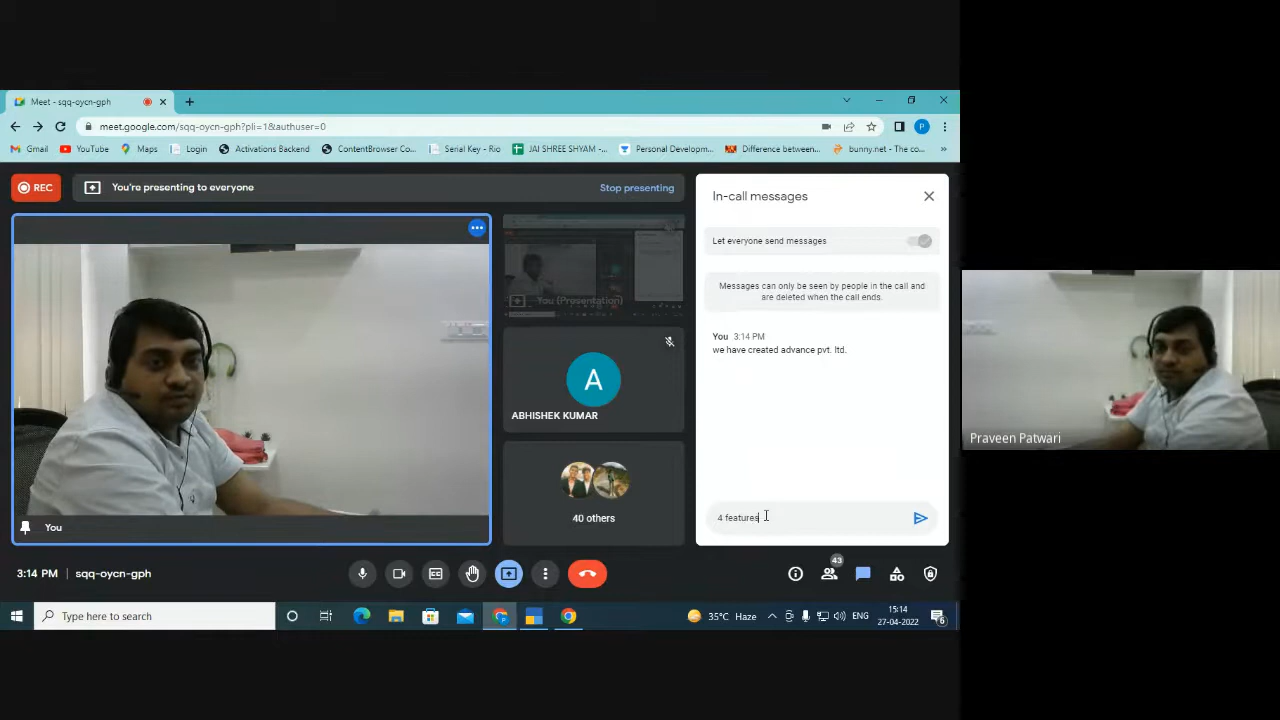 Meet - sqq-oycn-gph
meet.google.com/sqq-oycn-gph?pli=1&authuser=0
Gmail YouTube Maps Login Activations Backend ContentBrowser Co... Serial Key - Rio JAI SHREE SHYAM -... Personal Developm... Difference between... bunny.net - The co...
P
REC You're presenting to everyone Stop presenting
In-call messages
Let everyone send messages
Messages can only be seen by people in the call and
are deleted when the call ends.
You 3:14 PM
we have created advance pvt. ltd.
You (Presentation)
A
ABHISHEK KUMAR
40 others
You
4 features
Praveen Patwari
3:14 PM | sqq-oycn-gph
43
Type here to search
35°C Haze
ENG
15:14
27-04-2022
6